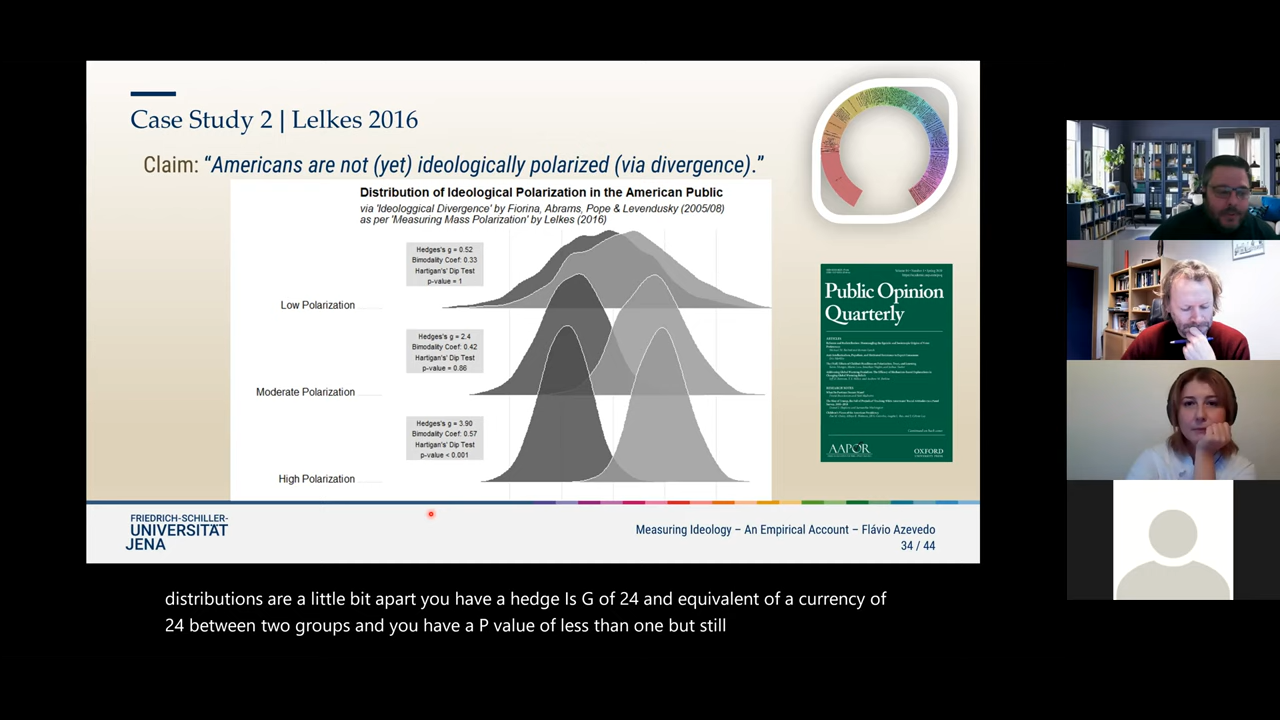 Case Study 2 | Lelkes 2016
Claim: “Americans are not (yet) ideologically polarized (via divergence).”
Distribution of Ideological Polarization in the American Public
via 'Ideologgical Divergence' by Fiorina, Abrams, Pope & Levendusky (2005/08)
as per 'Measuring Mass Polarization' by Lelkes (2016)
Hedges's g = 0.52
Bimodality Coef: 0.33
Hartigan's' Dip Test
p-value = 1
Low Polarization
Hedges's g = 2.4
Bimodality Coef: 0.42
Hartigan's' Dip Test
p-value = 0.86
Moderate Polarization
Hedges's g = 3.90
Bimodality Coef: 0.57
Hartigan's' Dip Test
p-value < 0.001
High Polarization
Public Opinion
Quarterly
ARTICLES
RESEARCH NOTES
AAPOR
OXFORD
UNIVERSITY PRESS
FRIEDRICH-SCHILLER-
UNIVERSITÄT
JENA
Measuring Ideology – An Empirical Account – Flávio Azevedo
34 / 44
distributions are a little bit apart you have a hedge Is G of 24 and equivalent of a currency of
24 between two groups and you have a P value of less than one but still